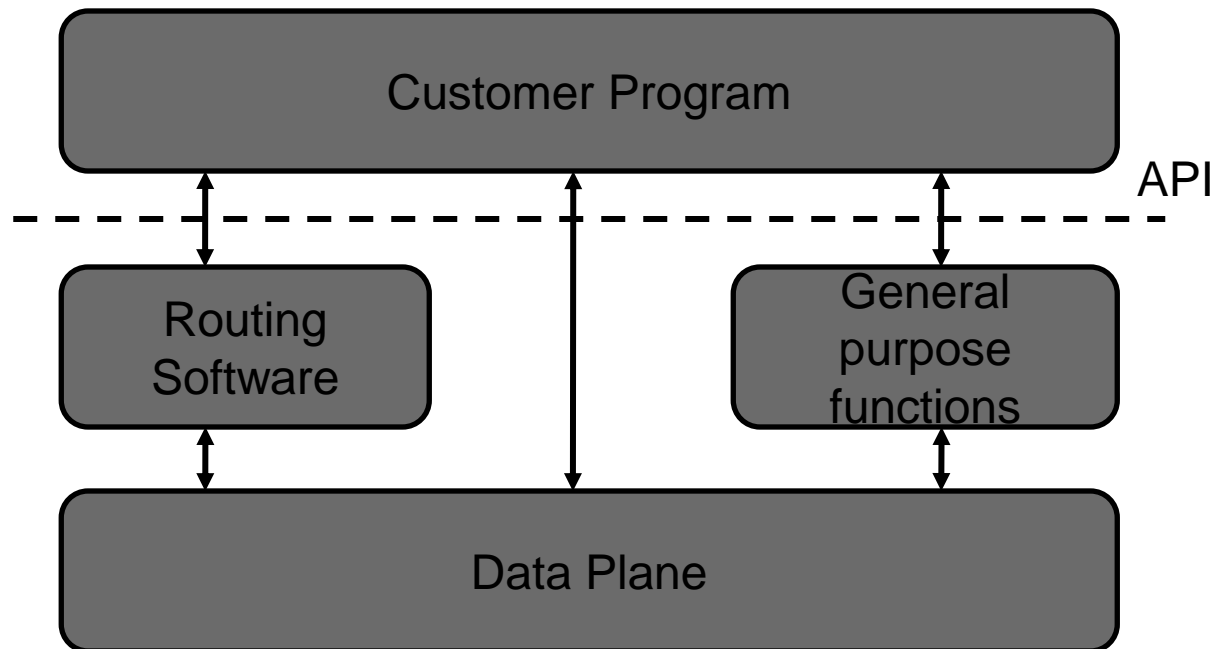 Customer Program
API
Routing
Software
General
purpose
functions
Data Plane